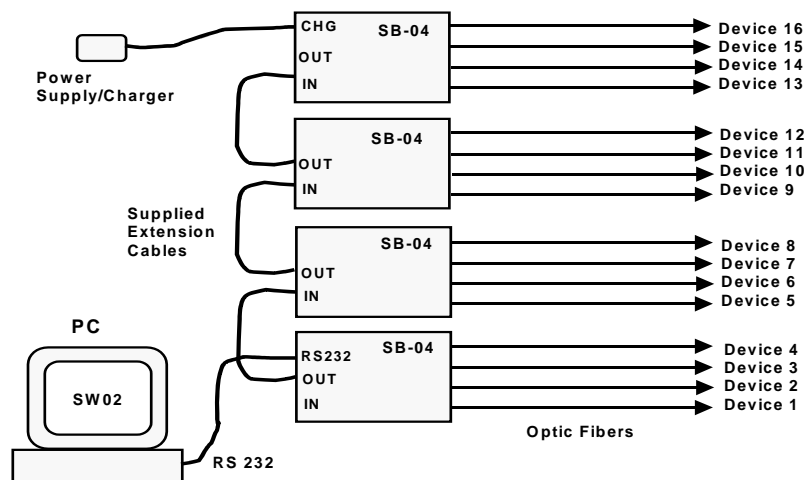 CHG
SB-04
OUT
IN
Device 16
Device 15
Device 14
Device 13
Power
Supply/Charger
SB-04
OUT
IN
Device 12
Device 11
Device 10
Device 9
Supplied
Extension
Cables
SB-04
OUT
IN
Device 8
Device 7
Device 6
Device 5
PC
SW02
RS 232
SB-04
RS232
OUT
IN
Device 4
Device 3
Device 2
Device 1
Optic Fibers